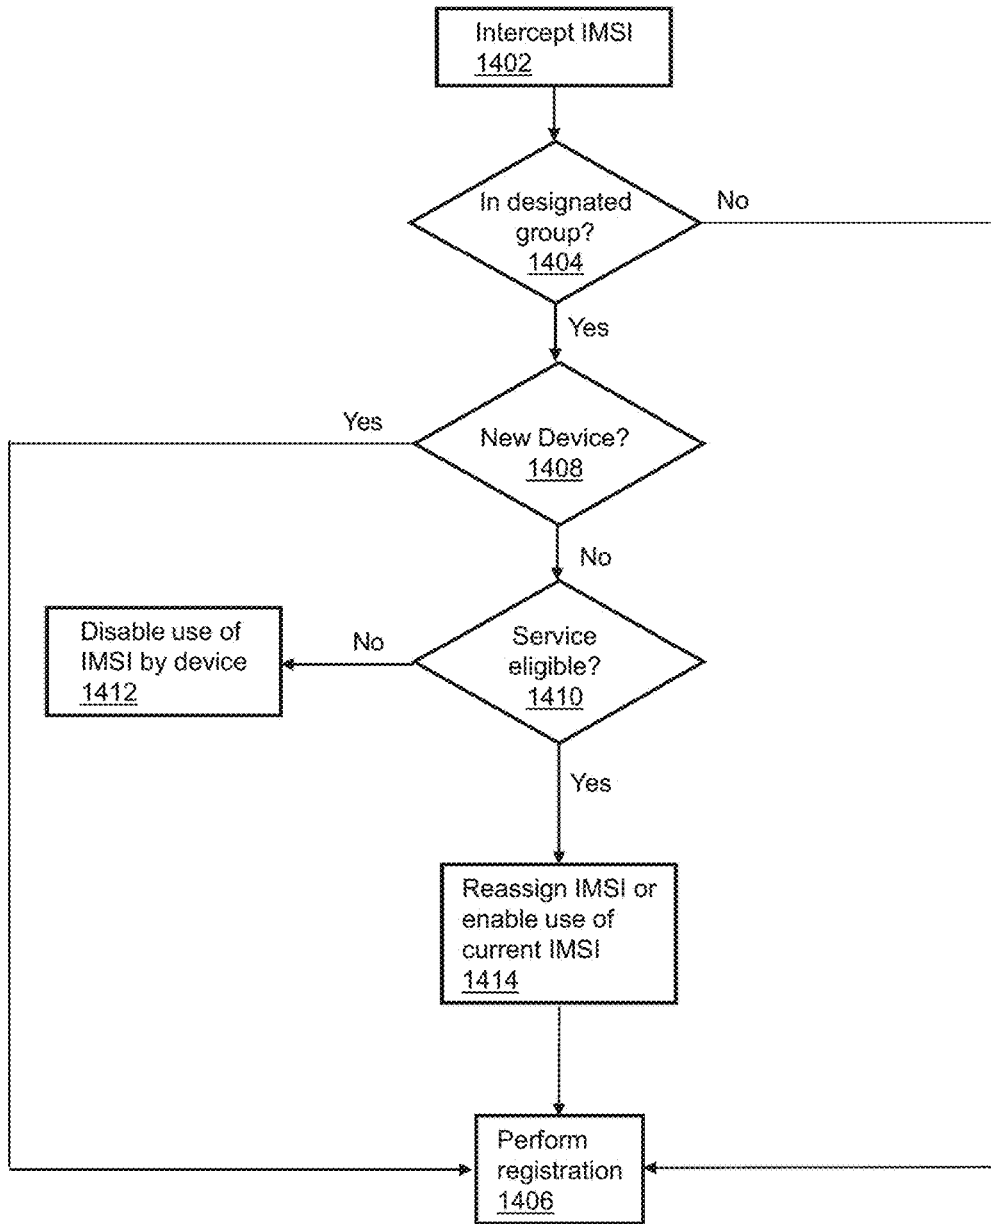 Intercept IMSI
1402
In designated
group?
1404
No
Yes
New Device?
1408
Yes
No
Service
eligible?
1410
No
Disable use of
IMSI by device
1412
Yes
Reassign IMSI or
enable use of
current IMSI
1414
Perform
registration
1406